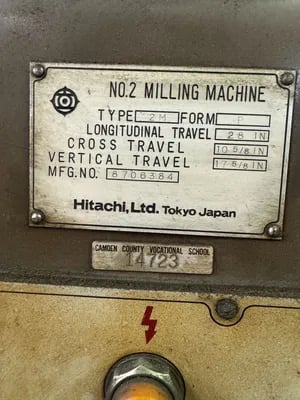 NO.2 MILLING MACHINE
TYPE 2M FORM P
LONGITUDINAL TRAVEL 28 IN
CROSS TRAVEL 10 5/8 IN
VERTICAL TRAVEL 17 5/8 IN
MFG.NO. 8706384
Hitachi,Ltd. Tokyo Japan
CAMDEN COUNTY VOCATIONAL SCHOOL
14723